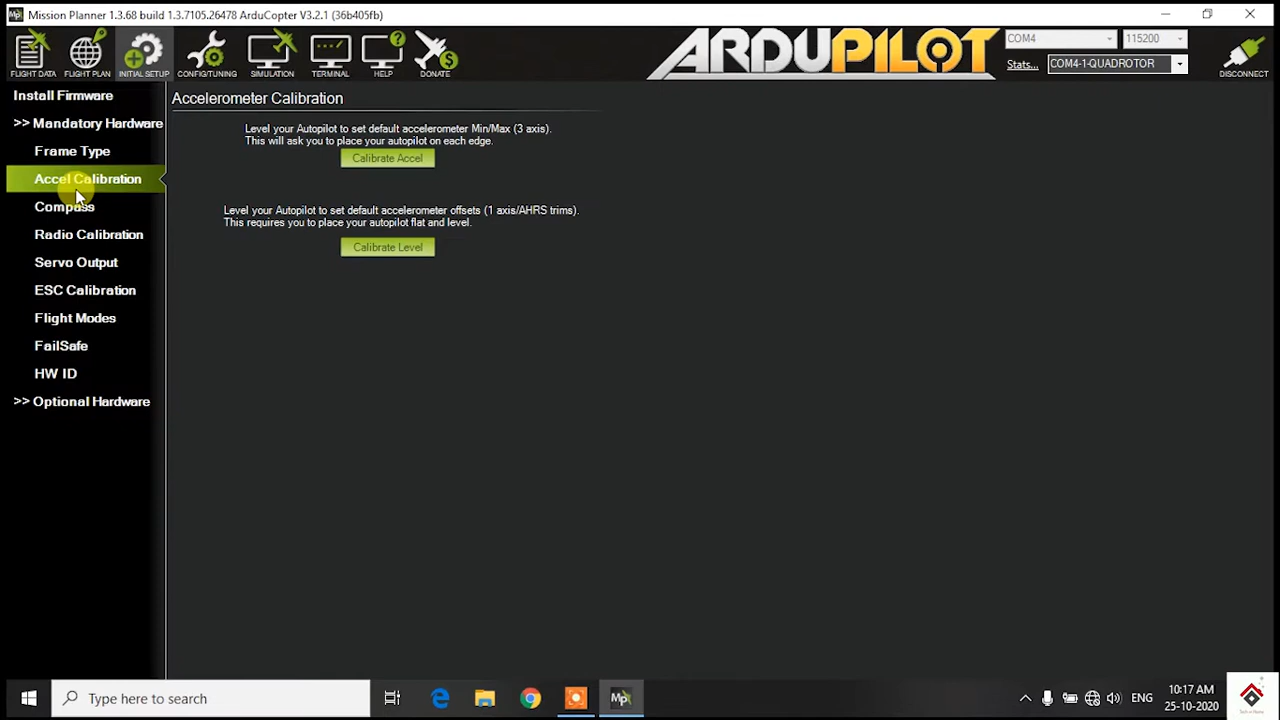 Mission Planner 1.3.68 build 1.3.7105.26478 ArduCopter V3.2.1 (36b405fb)
FLIGHT DATA
FLIGHT PLAN
INITIAL SETUP
CONFIG/TUNING
SIMULATION
TERMINAL
HELP
DONATE
ARDUPILOT
COM4
115200
Stats...
COM4-1-QUADROTOR
DISCONNECT
Install Firmware
>> Mandatory Hardware
Frame Type
Accel Calibration
Compass
Radio Calibration
Servo Output
ESC Calibration
Flight Modes
FailSafe
HW ID
>> Optional Hardware
Accelerometer Calibration
Level your Autopilot to set default accelerometer Min/Max (3 axis).
This will ask you to place your autopilot on each edge.
Calibrate Accel
Level your Autopilot to set default accelerometer offsets (1 axis/AHRS trims).
This requires you to place your autopilot flat and level.
Calibrate Level
Type here to search
MP
ENG
10:17 AM
25-10-2020